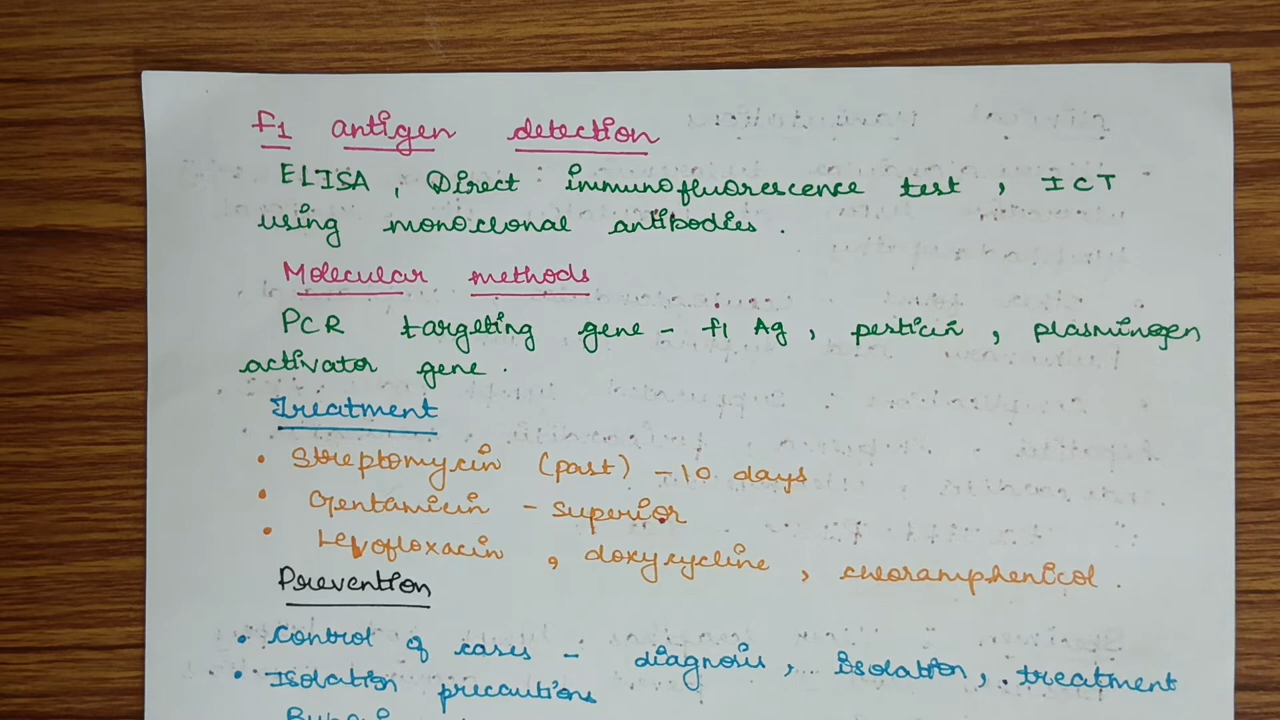 F1 antigen detection
ELISA, Direct immunofluorescence test, ICT
using monoclonal antibodies.
Molecular methods
PCR targeting gene - f1 Ag, pesticin, plasminogen
activator gene.
Treatment
• Streptomycin (past) - 10 days
• Gentamicin - superior
• Levofloxacin, doxycycline, chloramphenicol.
Prevention
• Control of cases - diagnosis, isolation, treatment
• Isolation precautions